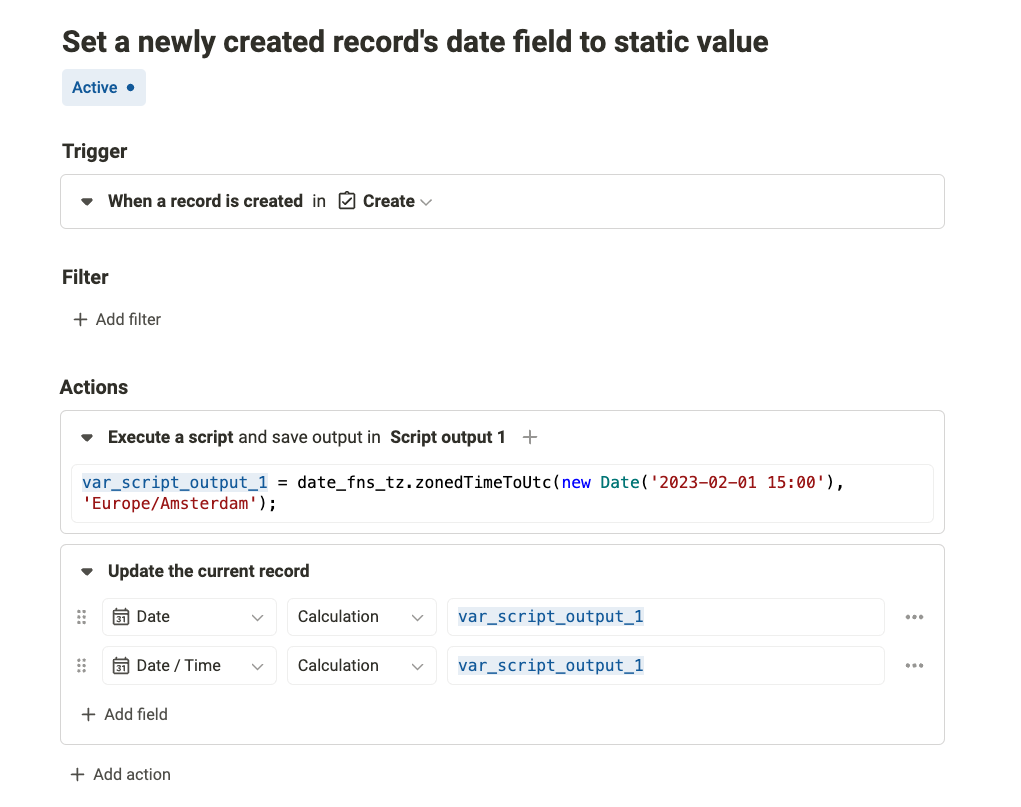 Set a newly created record's date field to static value
Active
Trigger
When a record is created in Create
Filter
Add filter
Actions
Execute a script and save output in Script output 1
var_script_output_1 = date_fns_tz.zonedTimeToUtc(new Date('2023-02-01 15:00'),
'Europe/Amsterdam');
Update the current record
31 Date Calculation var_script_output_1
31 Date / Time Calculation var_script_output_1
Add field
Add action